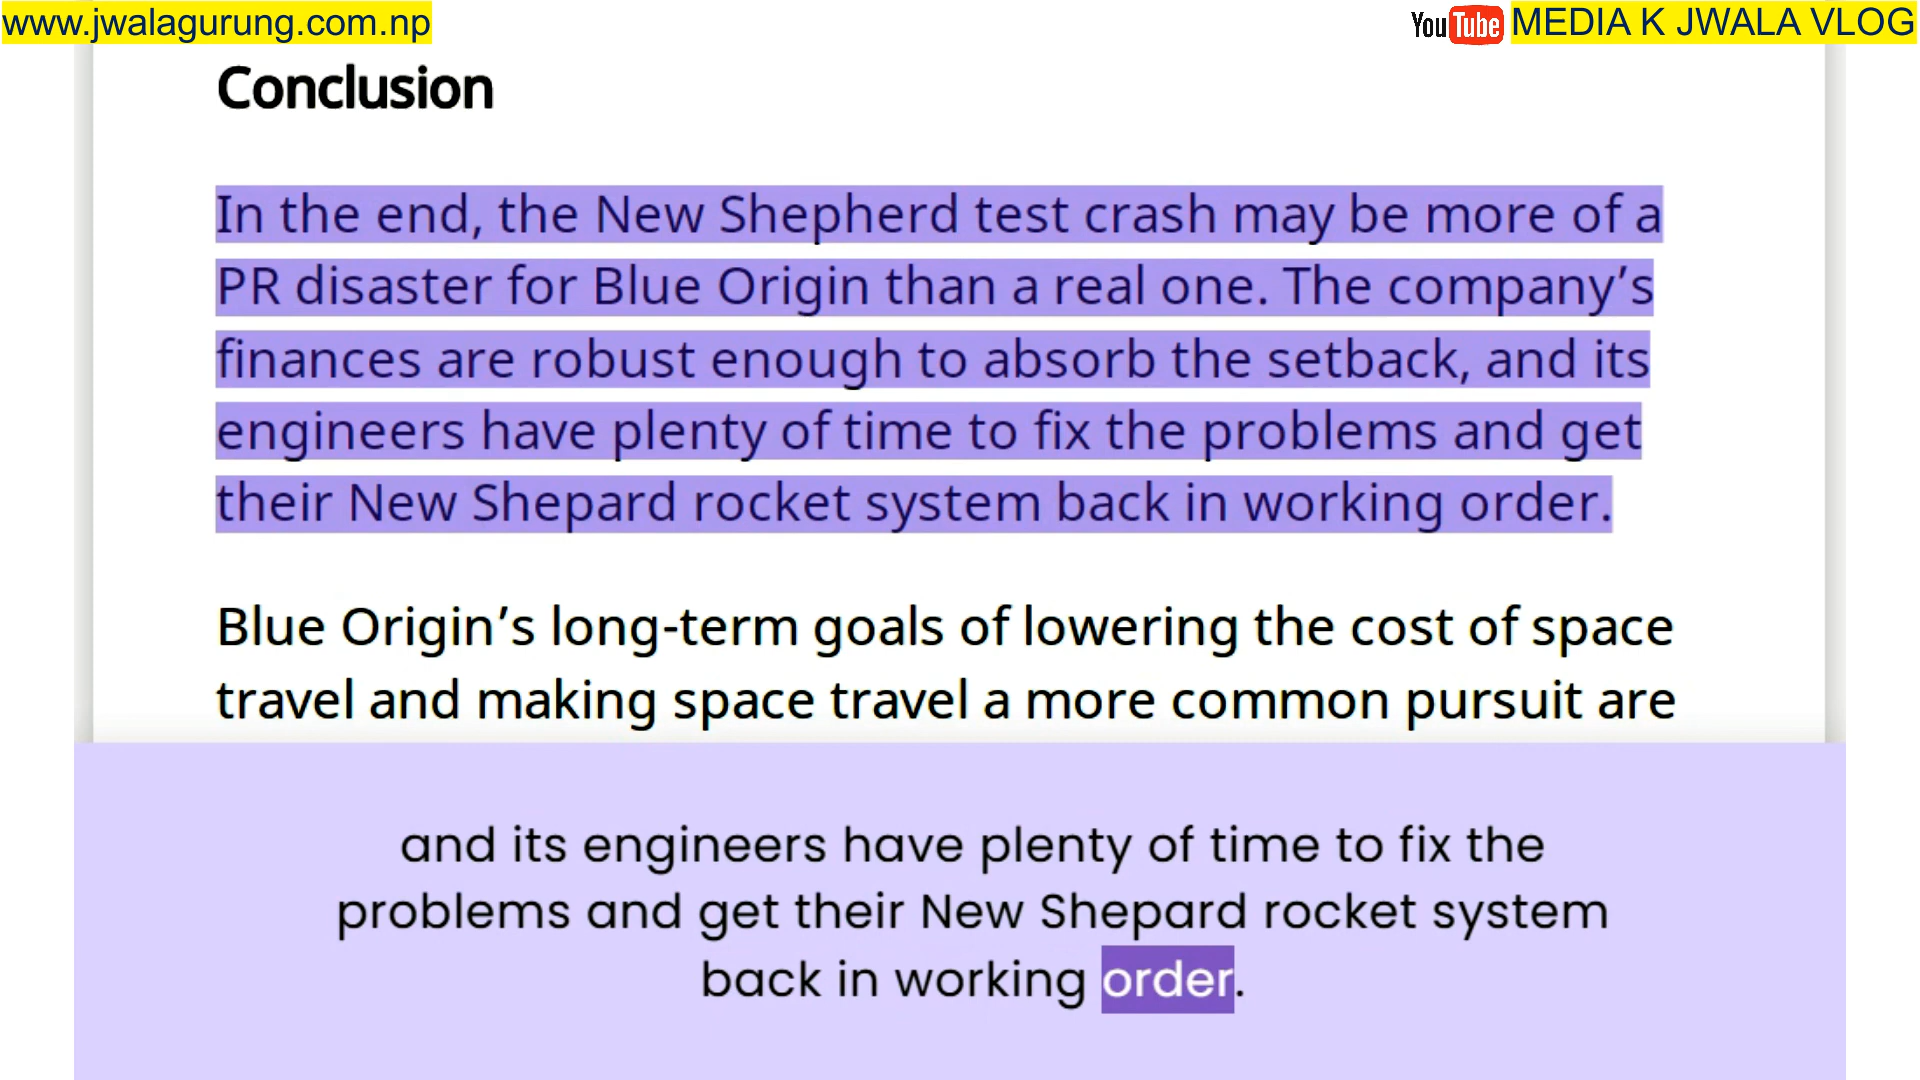 www.jwalagurung.com.np
YouTube MEDIA K JWALA VLOG
Conclusion
In the end, the New Shepherd test crash may be more of a
PR disaster for Blue Origin than a real one. The company’s
finances are robust enough to absorb the setback, and its
engineers have plenty of time to fix the problems and get
their New Shepard rocket system back in working order.
Blue Origin’s long-term goals of lowering the cost of space
travel and making space travel a more common pursuit are
and its engineers have plenty of time to fix the
problems and get their New Shepard rocket system
back in working order.